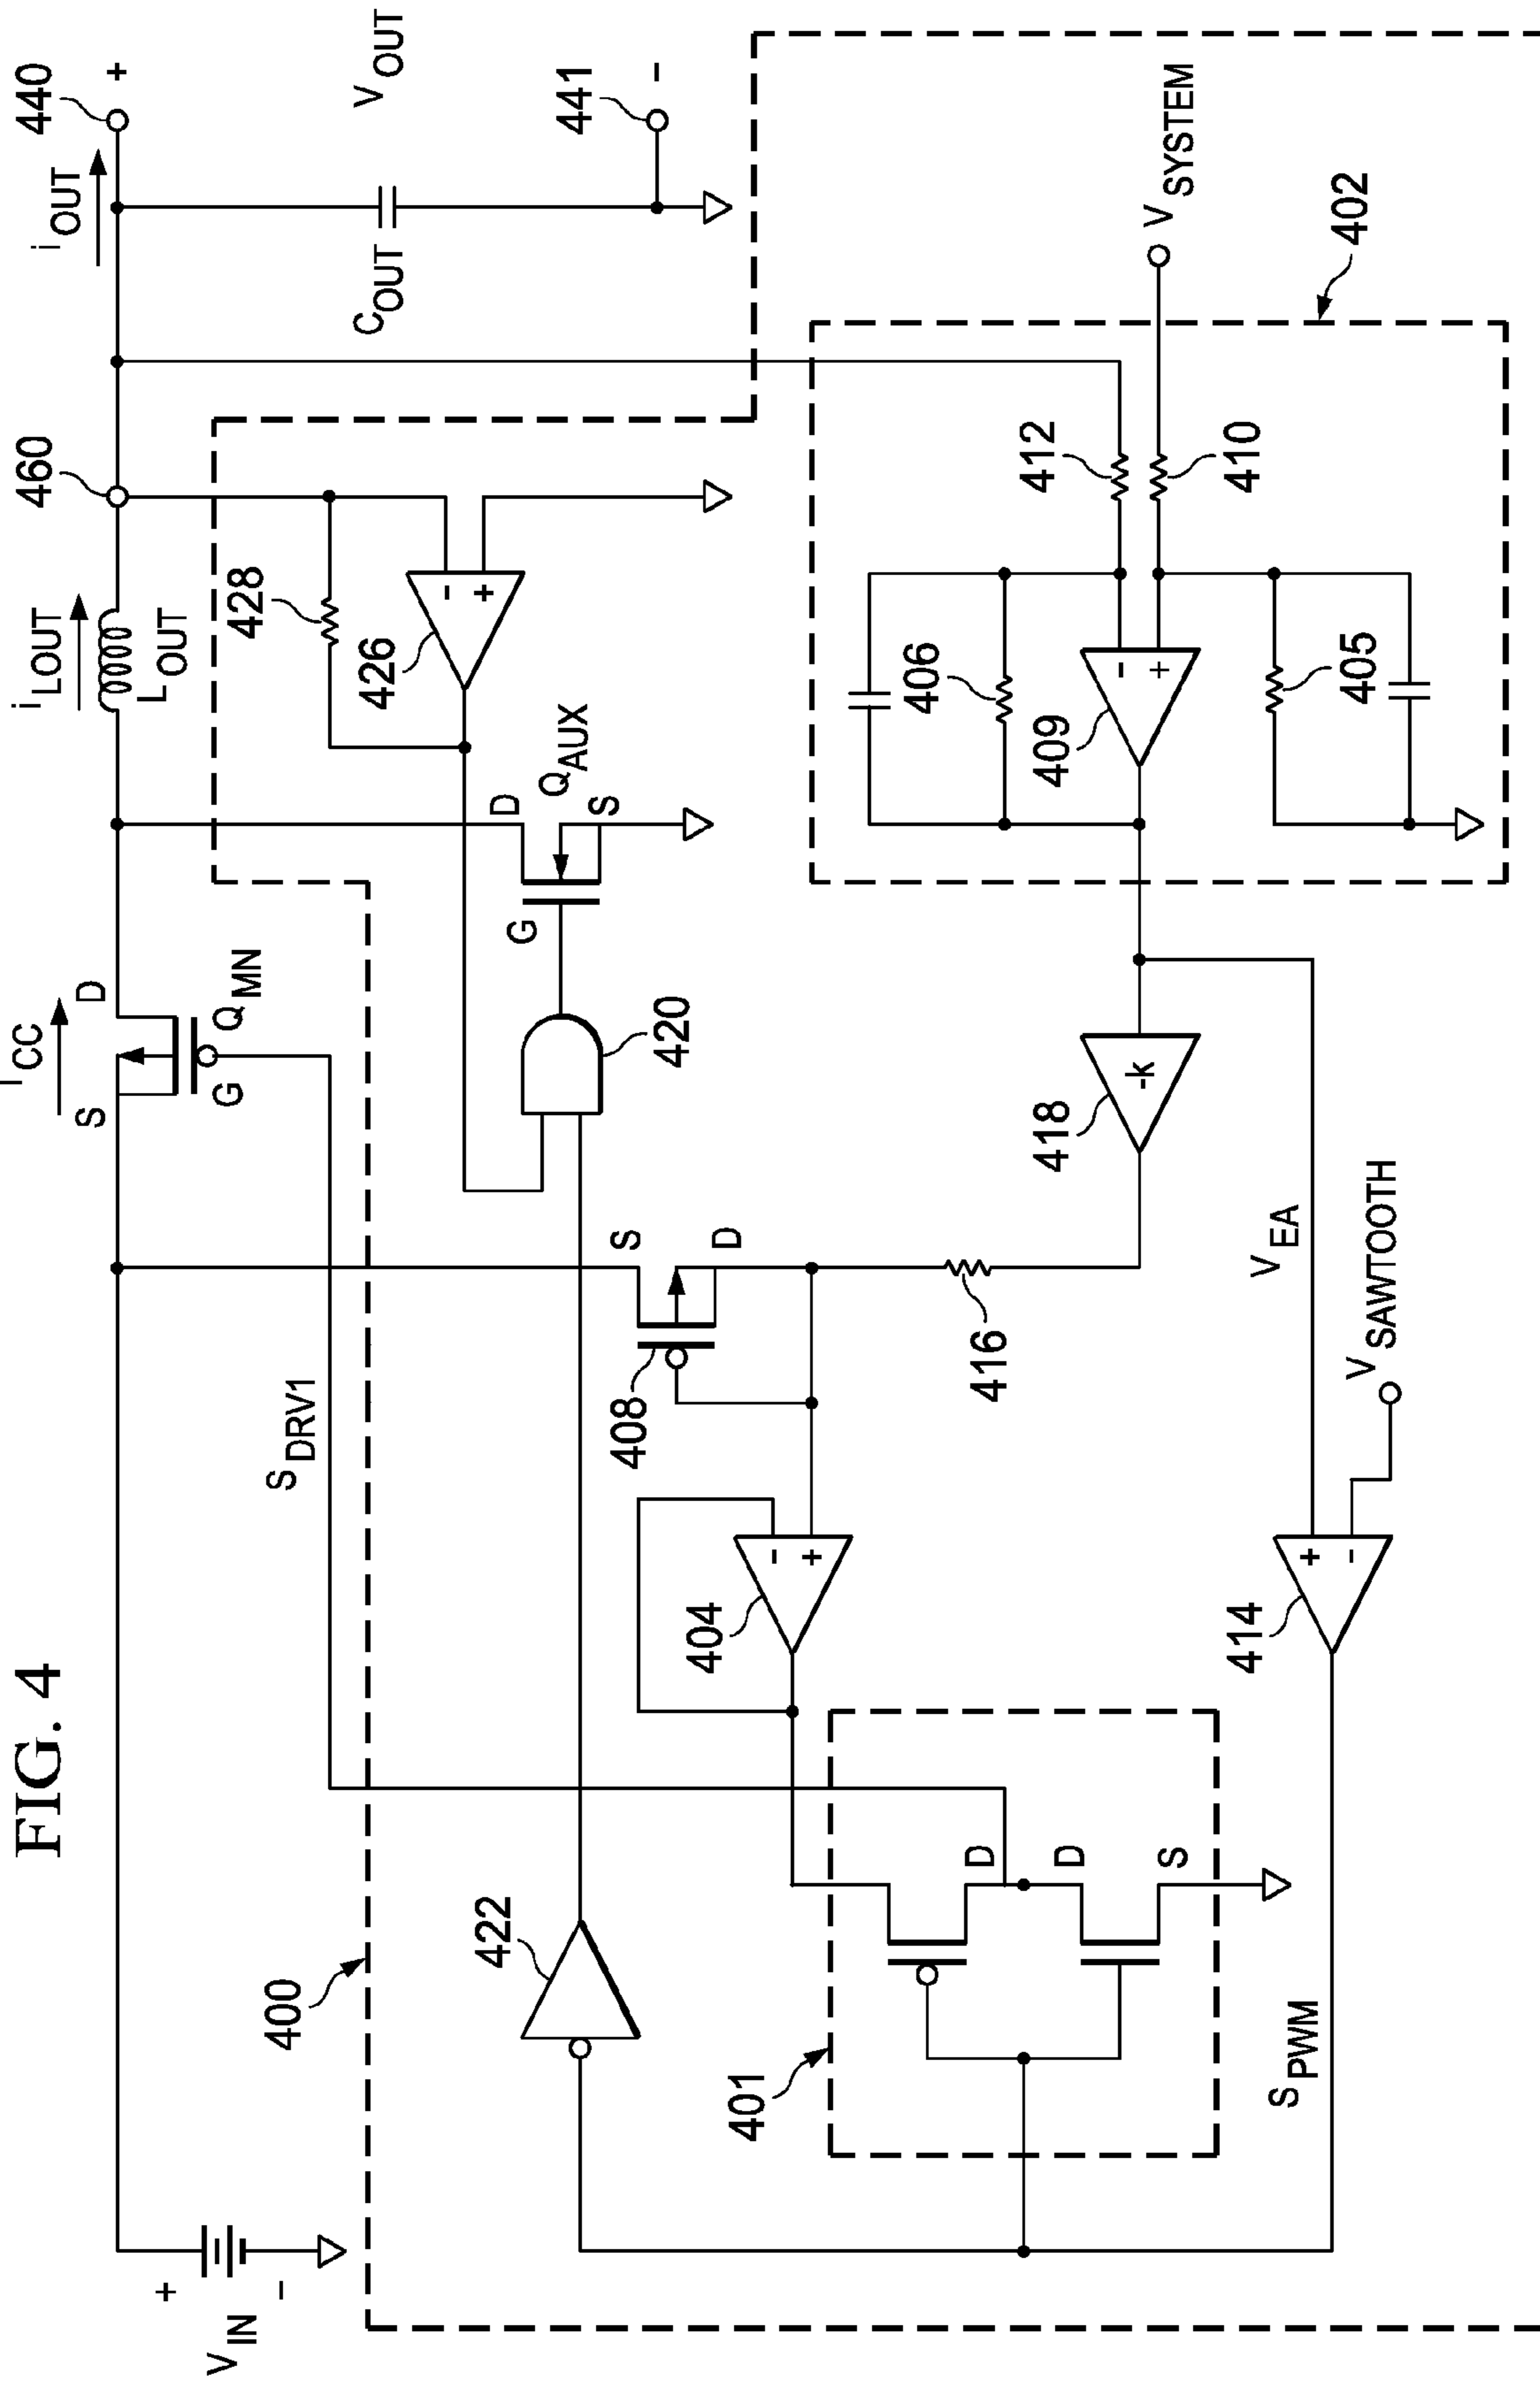 FIG. 4
iCC
S
D
QMN
G
iLOUT
LOUT
460
iOUT
440
+
VOUT
COUT
441
-
VIN
+
-
400
SDRV1
422
420
G
D
QAUX
S
428
426
-
+
408
S
D
404
-
+
416
418
-k
401
D
D
S
SPWM
414
+
-
VEA
VSAWTOOTH
402
412
410
VSYSTEM
406
409
-
+
405